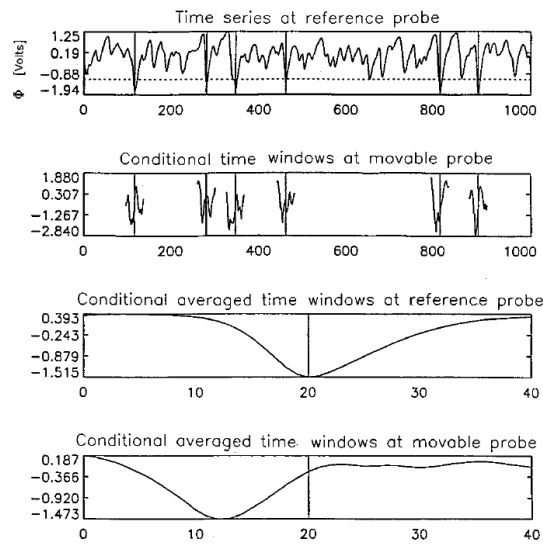 Time series at reference probe
Φ [Volts]
1.25
0.19
-0.88
-1.94
0 200 400 600 800 1000
Conditional time windows at movable probe
1.880
0.307
-1.267
-2.840
0 200 400 600 800 1000
Conditional averaged time windows at reference probe
0.393
-0.243
-0.879
-1.515
0 10 20 30 40
Conditional averaged time windows at movable probe
0.187
-0.366
-0.920
-1.473
0 10 20 30 40